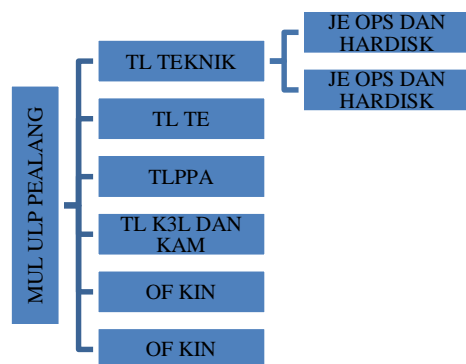 MUL ULP PEALANG
TL TEKNIK
JE OPS DAN
HARDISK
JE OPS DAN
HARDISK
TL TE
TLPPA
TL K3L DAN
KAM
OF KIN
OF KIN